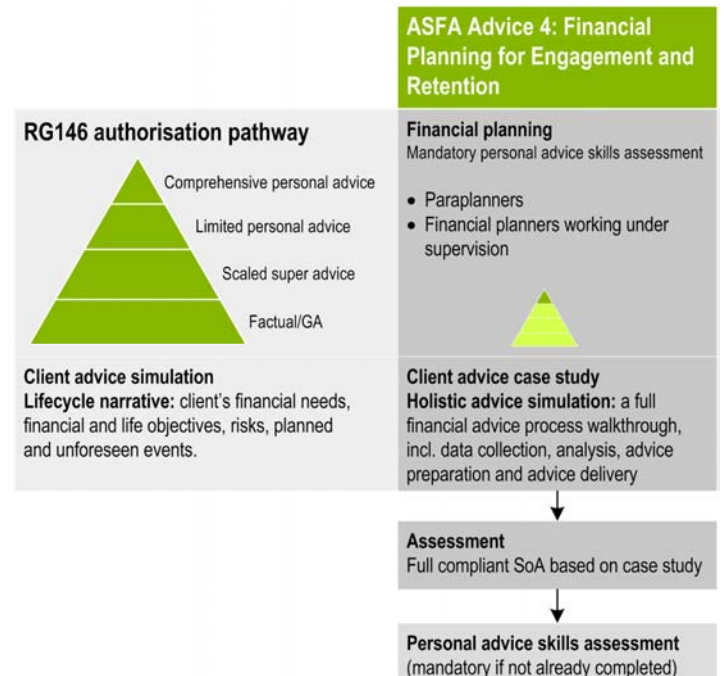 ASFA Advice 4: Financial
Planning for Engagement and
Retention
RG146 authorisation pathway
Comprehensive personal advice
Limited personal advice
Scaled super advice
Factual/GA
Financial planning
Mandatory personal advice skills assessment
• Paraplanners
• Financial planners working under
supervision
Client advice simulation
Lifecycle narrative: client's financial needs,
financial and life objectives, risks, planned
and unforeseen events.
Client advice case study
Holistic advice simulation: a full
financial advice process walkthrough,
incl. data collection, analysis, advice
preparation and advice delivery
Assessment
Full compliant SoA based on case study
Personal advice skills assessment
(mandatory if not already completed)